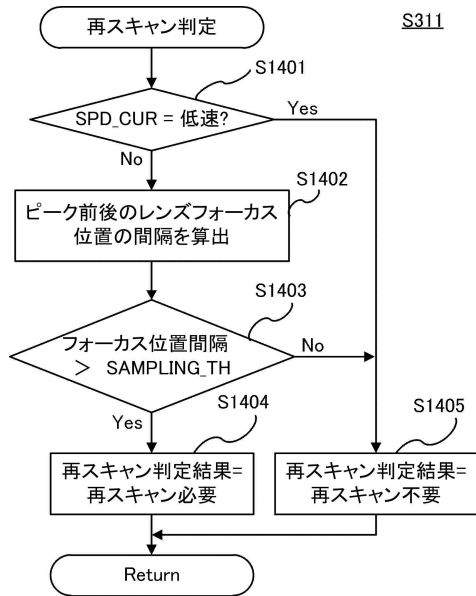 再スキャン判定
S311
S1401
SPD_CUR = 低速?
Yes
No
S1402
ピーク前後のレンズフォーカス
位置の間隔を算出
S1403
フォーカス位置間隔
＞ SAMPLING_TH
No
Yes
S1404
S1405
再スキャン判定結果=
再スキャン必要
再スキャン判定結果=
再スキャン不要
Return